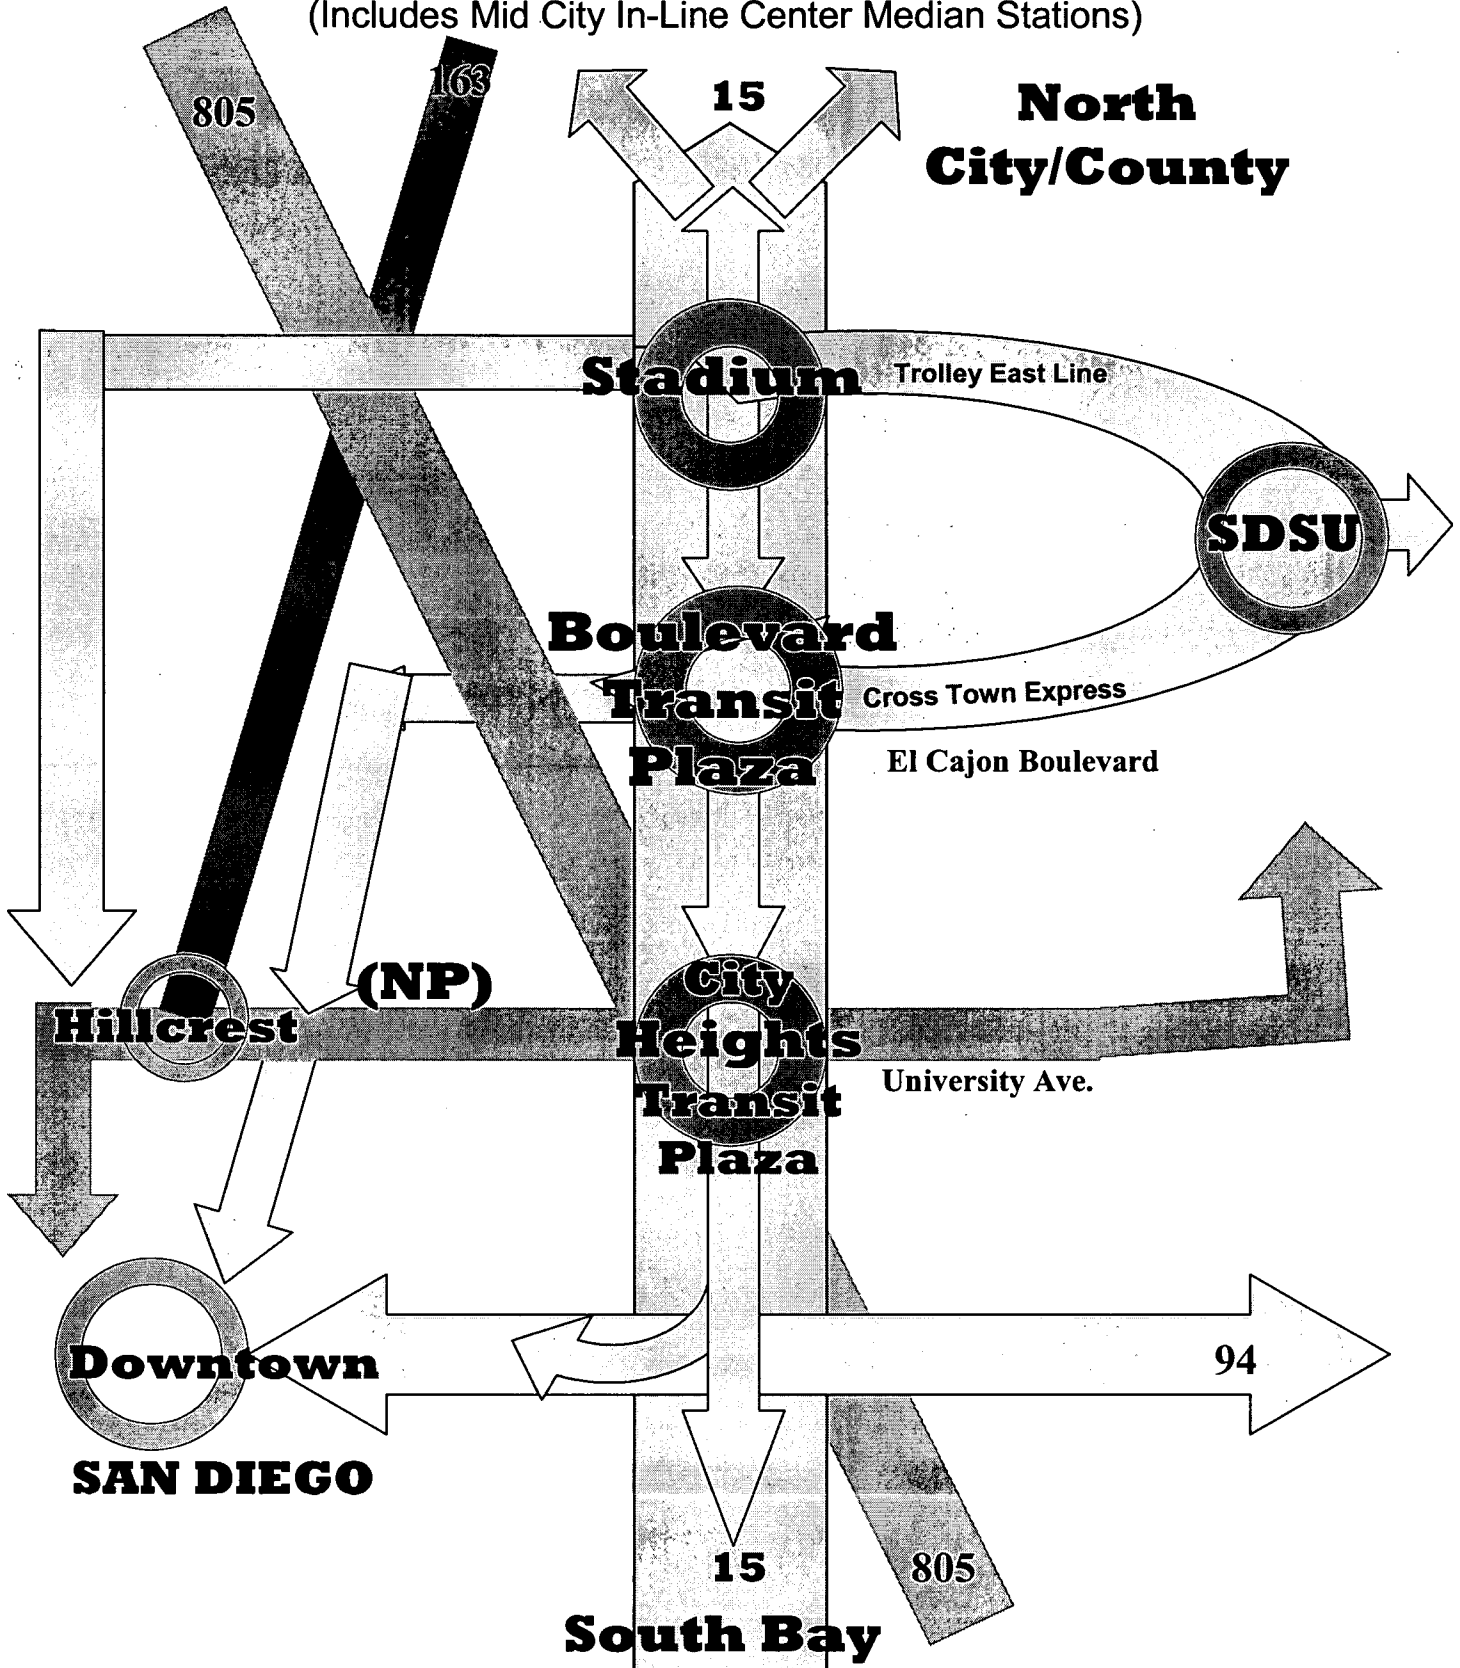 (Includes Mid City In-Line Center Median Stations)
163
805
15
North
City/County
Stadium
Trolley East Line
SDSU
Boulevard
Transit
Plaza
Cross Town Express
El Cajon Boulevard
(NP)
City
Heights
Transit
Plaza
Hillcrest
University Ave.
Downtown
94
SAN DIEGO
15
805
South Bay